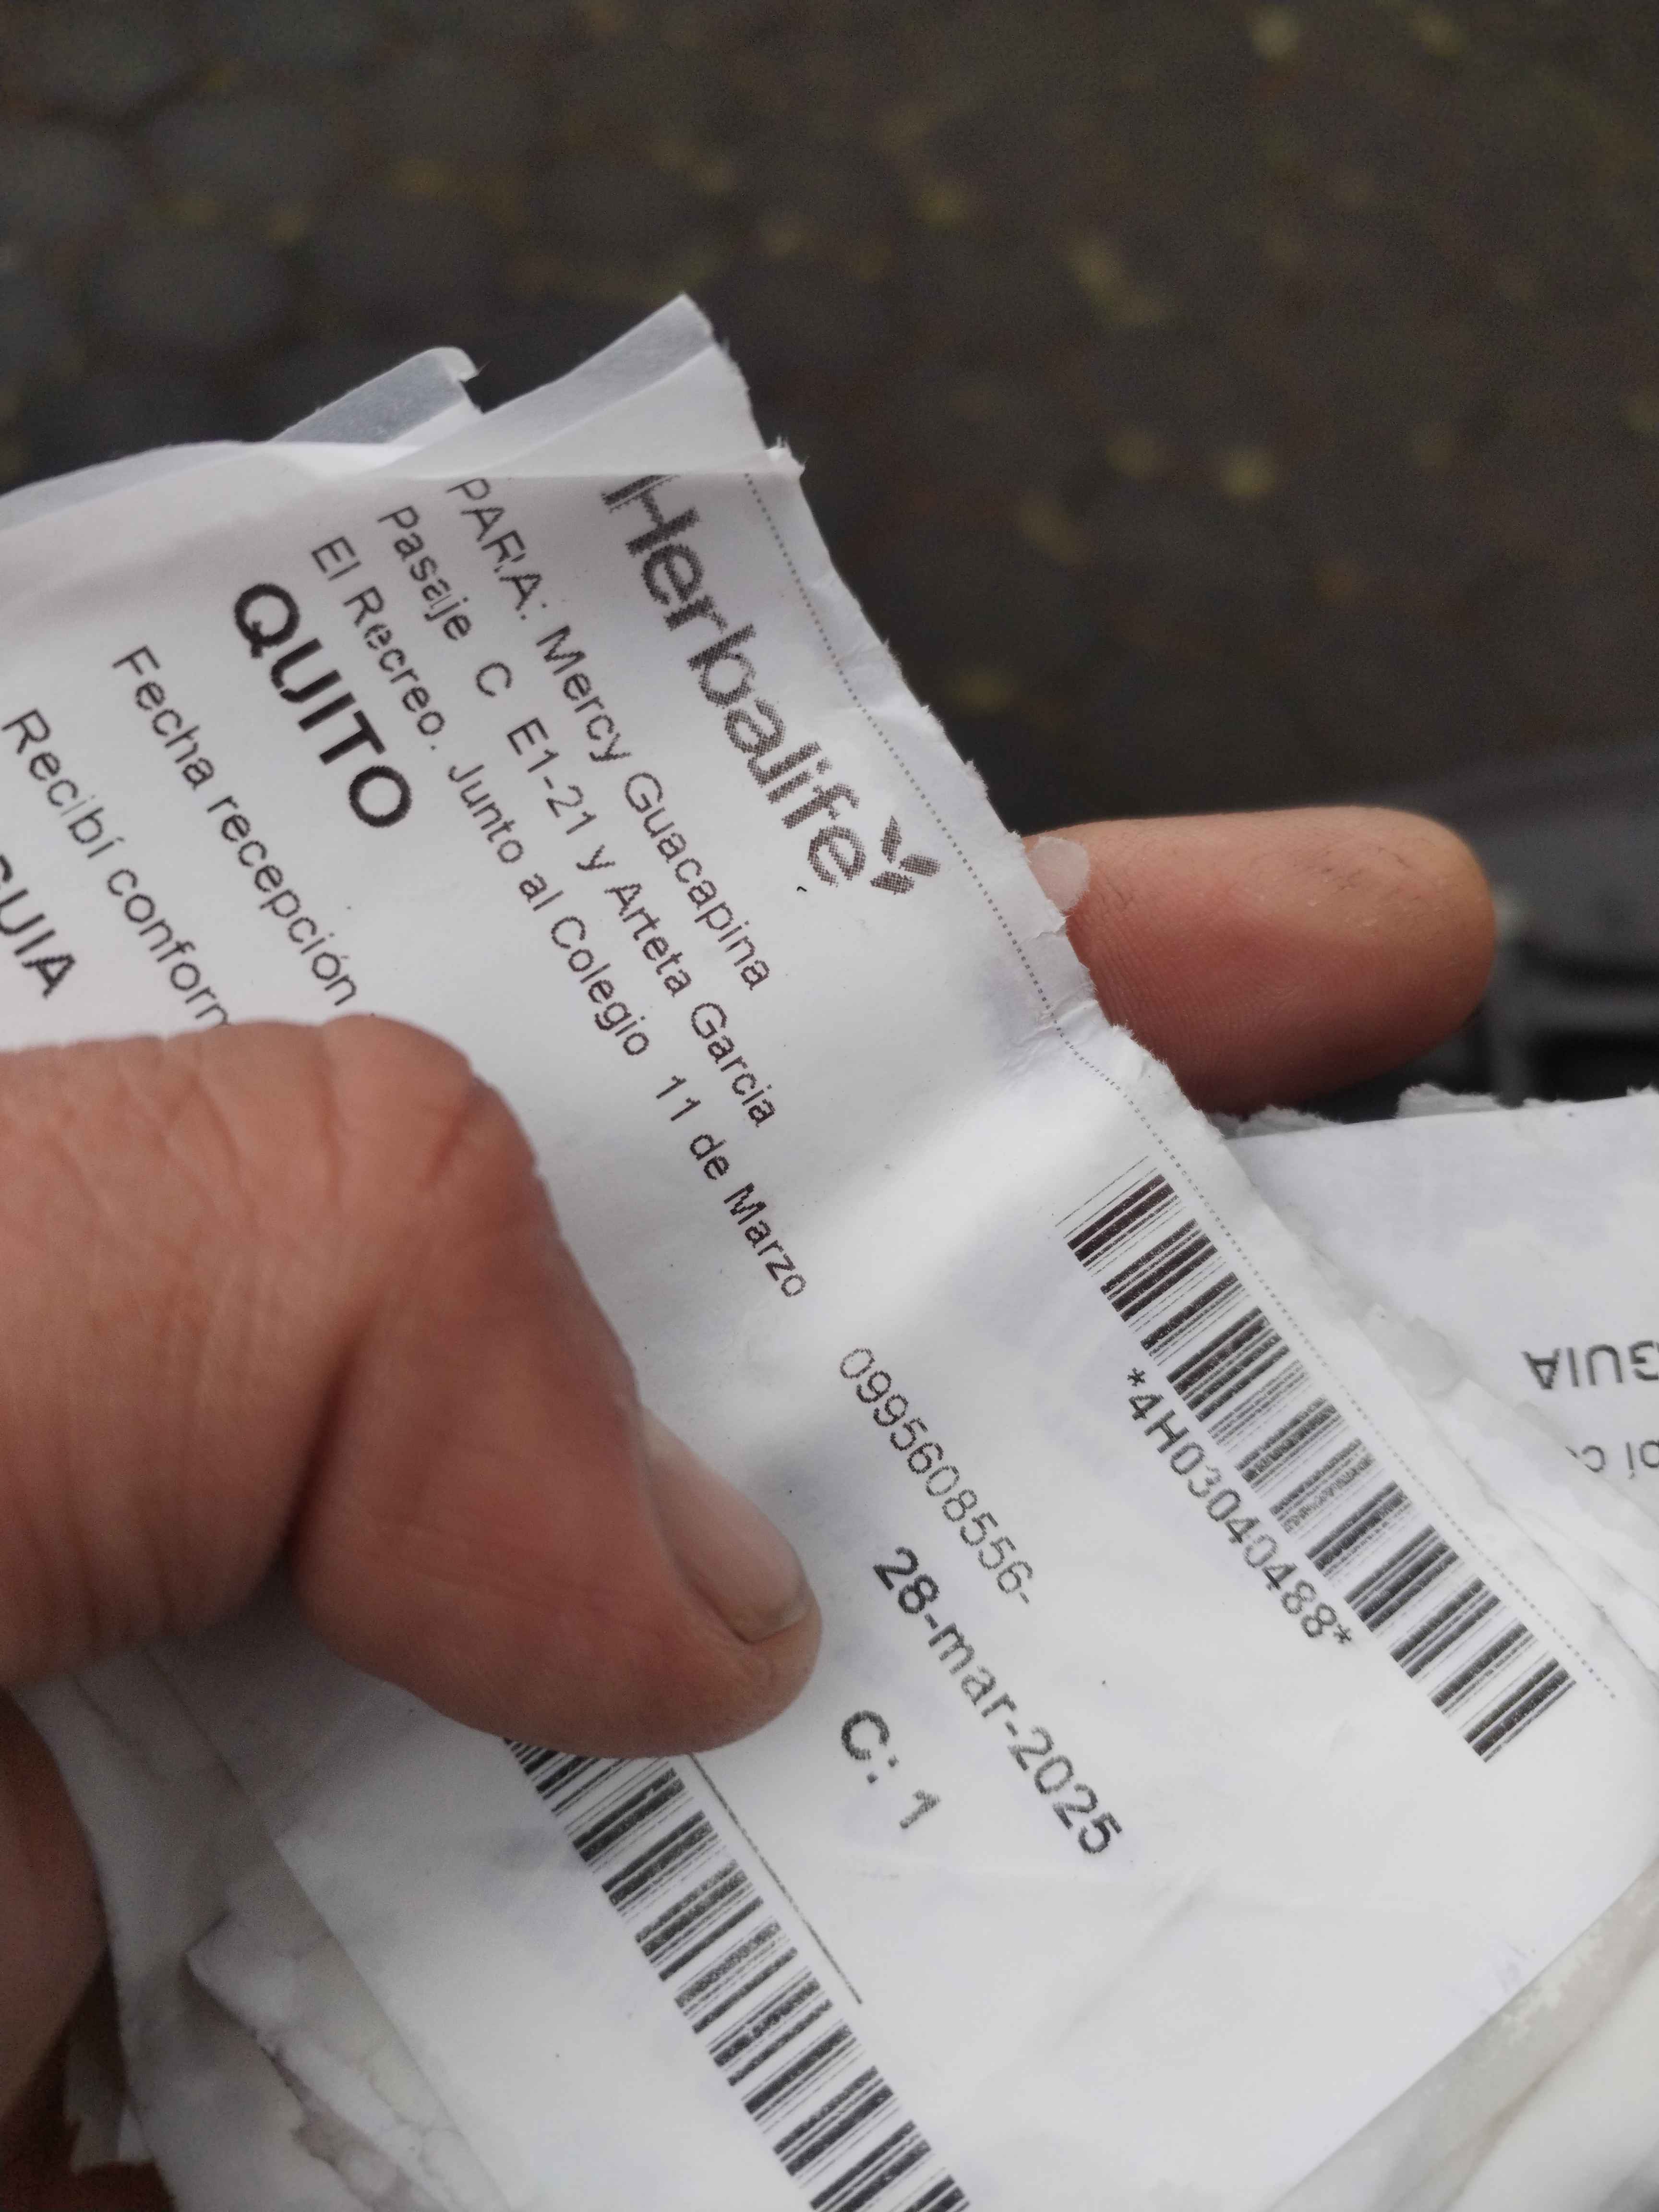 Herbalife
*4H03040488*
PARA: Mercy Guacapina
Pasaje C E1-21 y Arteta Garcia
El Recreo. Junto al Colegio 11 de Marzo
0995608556-
QUITO
28-mar-2025
Fecha recepción
C: 1
Recibí conform
GUIA
GUIA